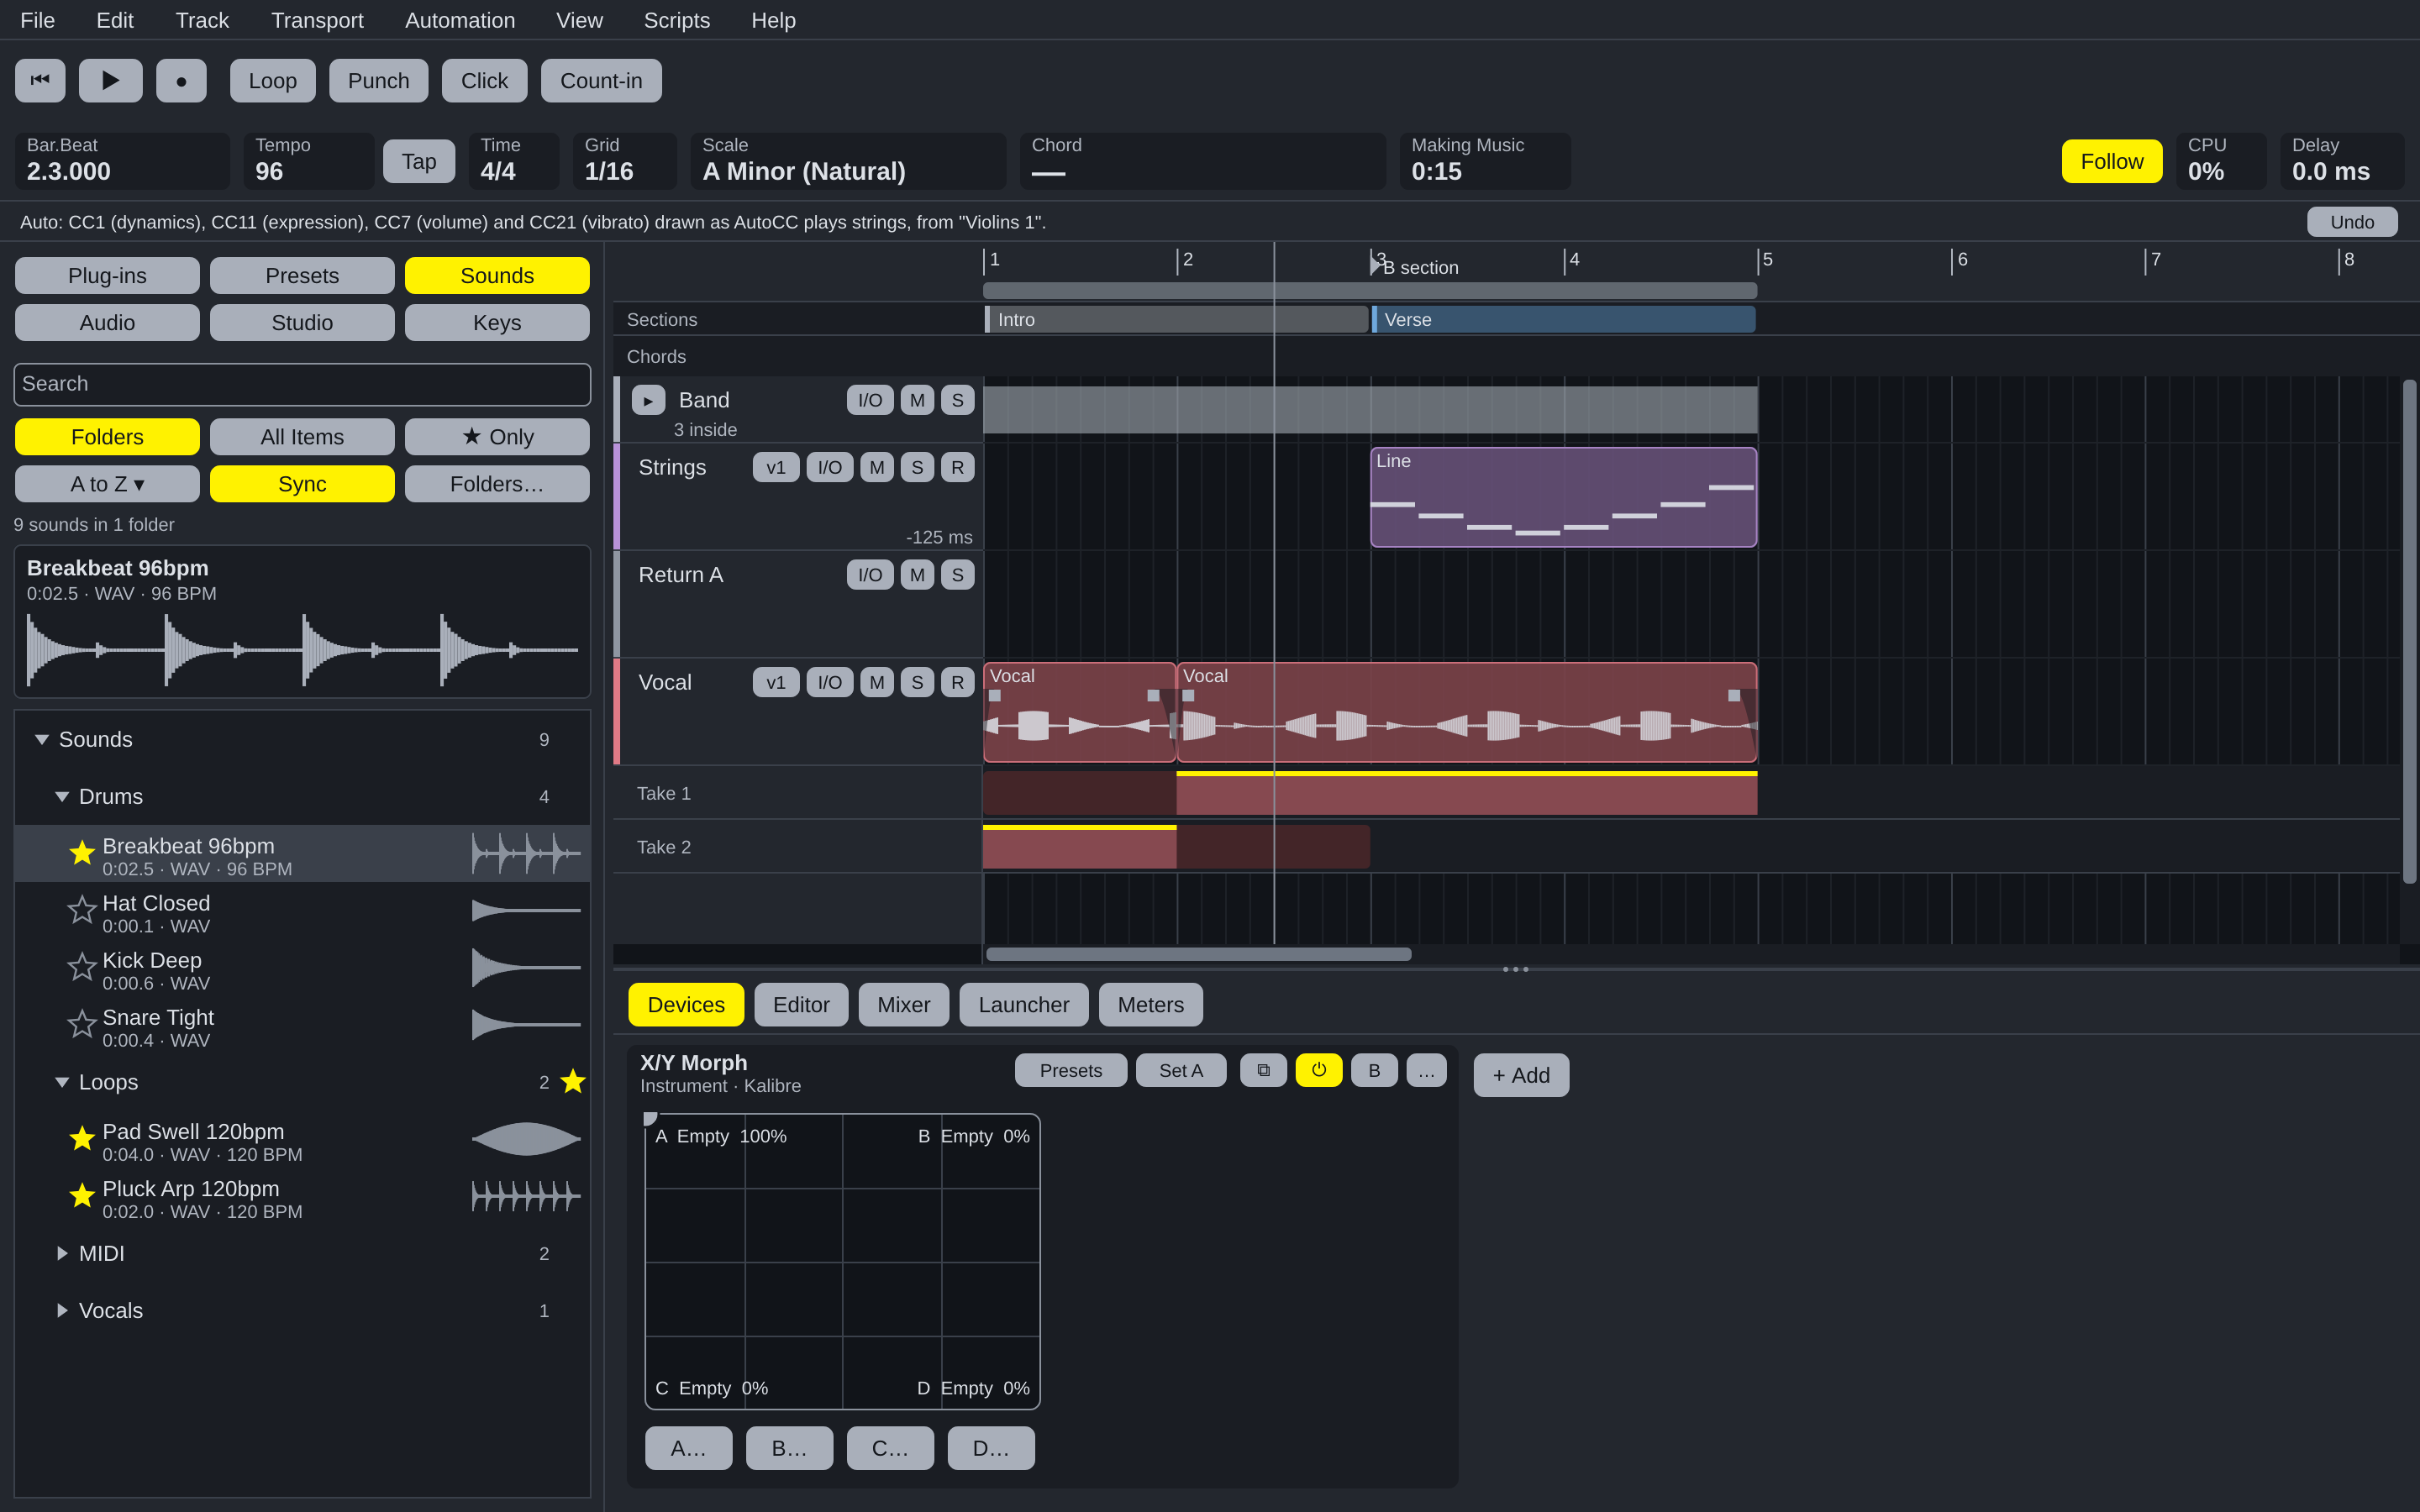 File Edit Track Transport Automation View Scripts Help
Loop Punch Click Count-in
Bar.Beat Tempo Time Grid Scale Chord Making Music CPU Delay
2.3.000 96 Tap 4/4 1/16 A Minor (Natural) — 0:15 Follow 0% 0.0 ms
Auto: CC1 (dynamics), CC11 (expression), CC7 (volume) and CC21 (vibrato) drawn as AutoCC plays strings, from "Violins 1". Undo
Plug-ins Presets Sounds
Audio Studio Keys
Search
Folders All Items ★ Only
A to Z ▾ Sync Folders…
9 sounds in 1 folder
Breakbeat 96bpm
0:02.5 · WAV · 96 BPM
Sounds 9
Drums 4
Breakbeat 96bpm
0:02.5 · WAV · 96 BPM
Hat Closed
0:00.1 · WAV
Kick Deep
0:00.6 · WAV
Snare Tight
0:00.4 · WAV
Loops 2
Pad Swell 120bpm
0:04.0 · WAV · 120 BPM
Pluck Arp 120bpm
0:02.0 · WAV · 120 BPM
MIDI 2
Vocals 1
1 2 3 4 5 6 7 8
B section
Sections Intro Verse
Chords
Band I/O M S
3 inside
Strings v1 I/O M S R
Line
-125 ms
Return A I/O M S
Vocal v1 I/O M S R
Vocal Vocal
Take 1
Take 2
Devices Editor Mixer Launcher Meters
X/Y Morph Presets Set A B … + Add
Instrument · Kalibre
A Empty 100% B Empty 0%
C Empty 0% D Empty 0%
A… B… C… D…